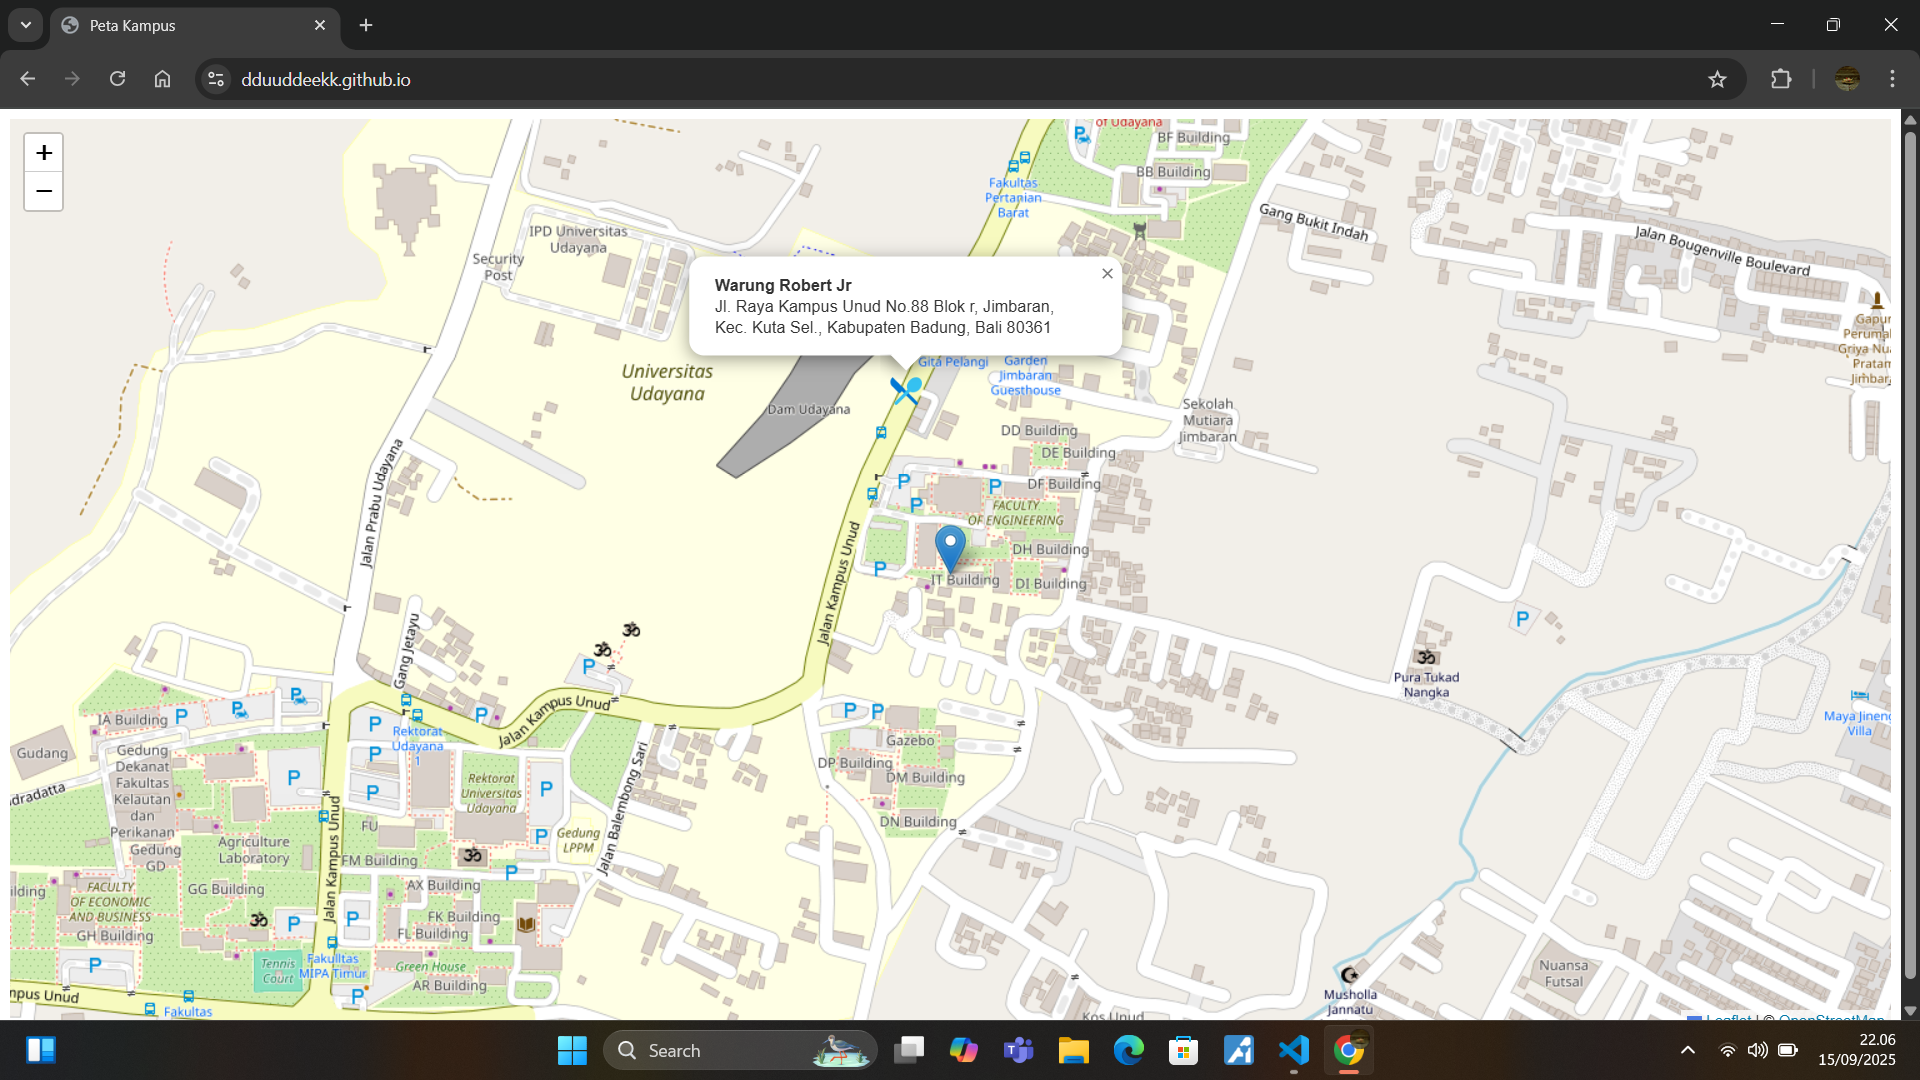 Peta Kampus
dduuddeekk.github.io
+
−
of Udayana
BF Building
BB Building
Fakultas
Pertanian
Barat
Gang Bukit Indah
Jalan Bougenville Boulevard
IPD Universitas
Udayana
Security
Post
Warung Robert Jr
Jl. Raya Kampus Unud No.88 Blok r, Jimbaran,
Kec. Kuta Sel., Kabupaten Badung, Bali 80361
×
Gapur
Perumah
Griya Nua
Pratam
Jimbar
Universitas
Udayana
Gita Pelangi
Garden
Jimbaran
Guesthouse
Dam Udayana
Sekolah
Mutiara
Jimbaran
DD Building
DE Building
DF Building
Jalan Prabu Udayana
P
P
P
FACULTY
OF ENGINEERING
Jalan Kampus Unud
DH Building
P
IT Building
DI Building
P
Gang Jetayu
P
Pura Tukad
Nangka
Jalan Kampus Unud
IA Building
P
P
P
P
P
Rektorat
Udayana
1
Gudang
Gedung
Dekanat
Fakultas
Kelautan
dan
Perikanan
P
P
P
P
Rektorat
Universitas
Udayana
Jalan Balembong Sari
Gazebo
DP Building
DM Building
DN Building
Maya Jinen
Villa
dradatta
Jalan Kampus Unud
FU
P
Gedung
LPPM
Gedung
GD
Agriculture
Laboratory
FM Building
P
AX Building
GG Building
lding
FACULTY
OF ECONOMIC
AND BUSINESS
GH Building
P
P
FK Building
FL Building
P
Tennis
Court
Fakulltas
MIPA Timur
Green House
AR Building
P
npus Unud
Fakultas
Nuansa
Futsal
Musholla
Jannatu
Kos Unud
Leaflet | © OpenStreetMap
Search
22.06
15/09/2025